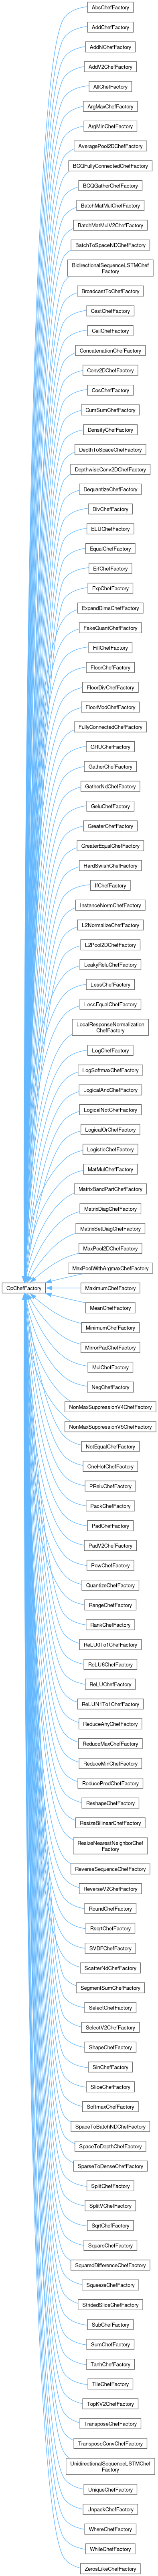 AbsChefFactory
AddChefFactory
AddNChefFactory
AddV2ChefFactory
AllChefFactory
ArgMaxChefFactory
ArgMinChefFactory
AveragePool2DChefFactory
BCQFullyConnectedChefFactory
BCQGatherChefFactory
BatchMatMulChefFactory
BatchMatMulV2ChefFactory
BatchToSpaceNDChefFactory
BidirectionalSequenceLSTMChef
Factory
BroadcastToChefFactory
CastChefFactory
CeilChefFactory
ConcatenationChefFactory
Conv2DChefFactory
CosChefFactory
CumSumChefFactory
DensifyChefFactory
DepthToSpaceChefFactory
DepthwiseConv2DChefFactory
DequantizeChefFactory
DivChefFactory
ELUChefFactory
EqualChefFactory
ErfChefFactory
ExpChefFactory
ExpandDimsChefFactory
FakeQuantChefFactory
FillChefFactory
FloorChefFactory
FloorDivChefFactory
FloorModChefFactory
FullyConnectedChefFactory
GRUChefFactory
GatherChefFactory
GatherNdChefFactory
GeluChefFactory
GreaterChefFactory
GreaterEqualChefFactory
HardSwishChefFactory
IfChefFactory
InstanceNormChefFactory
L2NormalizeChefFactory
L2Pool2DChefFactory
LeakyReluChefFactory
LessChefFactory
LessEqualChefFactory
LocalResponseNormalization
ChefFactory
LogChefFactory
LogSoftmaxChefFactory
LogicalAndChefFactory
LogicalNotChefFactory
LogicalOrChefFactory
LogisticChefFactory
MatMulChefFactory
MatrixBandPartChefFactory
MatrixDiagChefFactory
MatrixSetDiagChefFactory
MaxPool2DChefFactory
MaxPoolWithArgmaxChefFactory
OpChefFactory
MaximumChefFactory
MeanChefFactory
MinimumChefFactory
MirrorPadChefFactory
MulChefFactory
NegChefFactory
NonMaxSuppressionV4ChefFactory
NonMaxSuppressionV5ChefFactory
NotEqualChefFactory
OneHotChefFactory
PReluChefFactory
PackChefFactory
PadChefFactory
PadV2ChefFactory
PowChefFactory
QuantizeChefFactory
RangeChefFactory
RankChefFactory
ReLU0To1ChefFactory
ReLU6ChefFactory
ReLUChefFactory
ReLUN1To1ChefFactory
ReduceAnyChefFactory
ReduceMaxChefFactory
ReduceMinChefFactory
ReduceProdChefFactory
ReshapeChefFactory
ResizeBilinearChefFactory
ResizeNearestNeighborChef
Factory
ReverseSequenceChefFactory
ReverseV2ChefFactory
RoundChefFactory
RsqrtChefFactory
SVDFChefFactory
ScatterNdChefFactory
SegmentSumChefFactory
SelectChefFactory
SelectV2ChefFactory
ShapeChefFactory
SinChefFactory
SliceChefFactory
SoftmaxChefFactory
SpaceToBatchNDChefFactory
SpaceToDepthChefFactory
SparseToDenseChefFactory
SplitChefFactory
SplitVChefFactory
SqrtChefFactory
SquareChefFactory
SquaredDifferenceChefFactory
SqueezeChefFactory
StridedSliceChefFactory
SubChefFactory
SumChefFactory
TanhChefFactory
TileChefFactory
TopKV2ChefFactory
TransposeChefFactory
TransposeConvChefFactory
UnidirectionalSequenceLSTMChef
Factory
UniqueChefFactory
UnpackChefFactory
WhereChefFactory
WhileChefFactory
ZerosLikeChefFactory